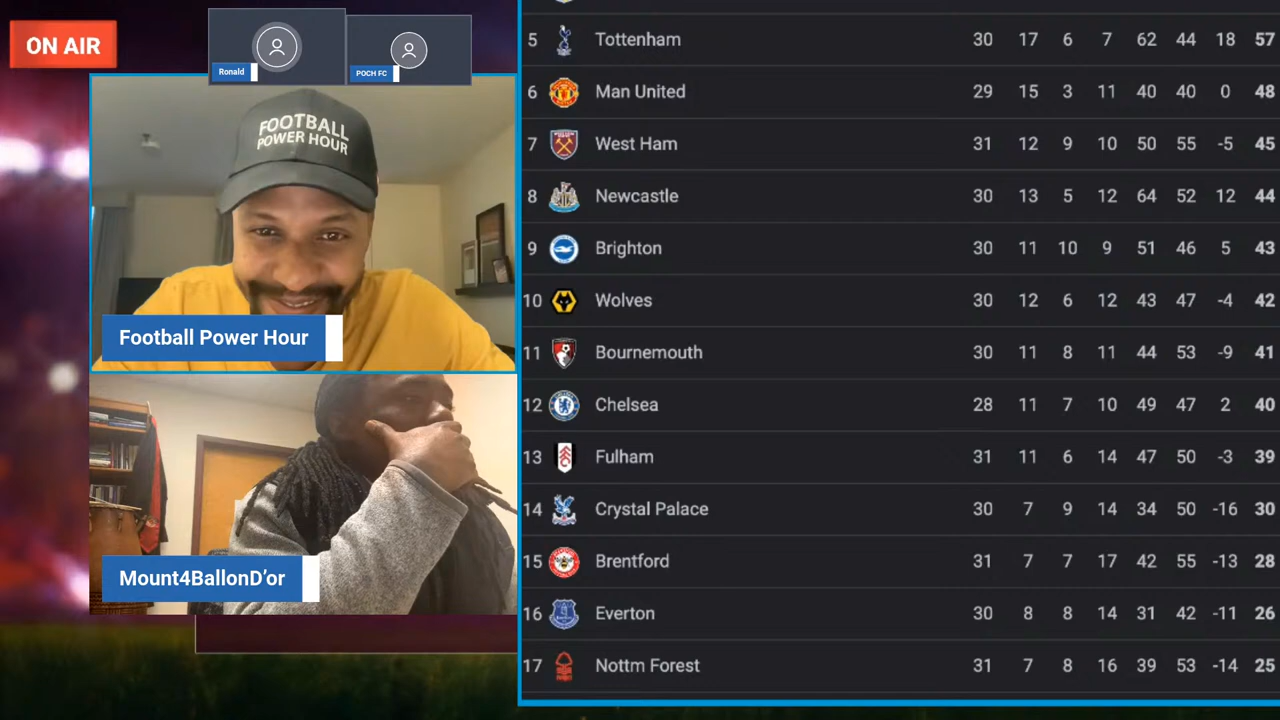 ON AIR
Ronald
POCH FC
FOOTBALL
POWER HOUR
Football Power Hour
Mount4BallonD'or
5 Tottenham 30 17 6 7 62 44 18 57
6 Man United 29 15 3 11 40 40 0 48
7 West Ham 31 12 9 10 50 55 -5 45
8 Newcastle 30 13 5 12 64 52 12 44
9 Brighton 30 11 10 9 51 46 5 43
10 Wolves 30 12 6 12 43 47 -4 42
11 Bournemouth 30 11 8 11 44 53 -9 41
12 Chelsea 28 11 7 10 49 47 2 40
13 Fulham 31 11 6 14 47 50 -3 39
14 Crystal Palace 30 7 9 14 34 50 -16 30
15 Brentford 31 7 7 17 42 55 -13 28
16 Everton 30 8 8 14 31 42 -11 26
17 Nottm Forest 31 7 8 16 39 53 -14 25